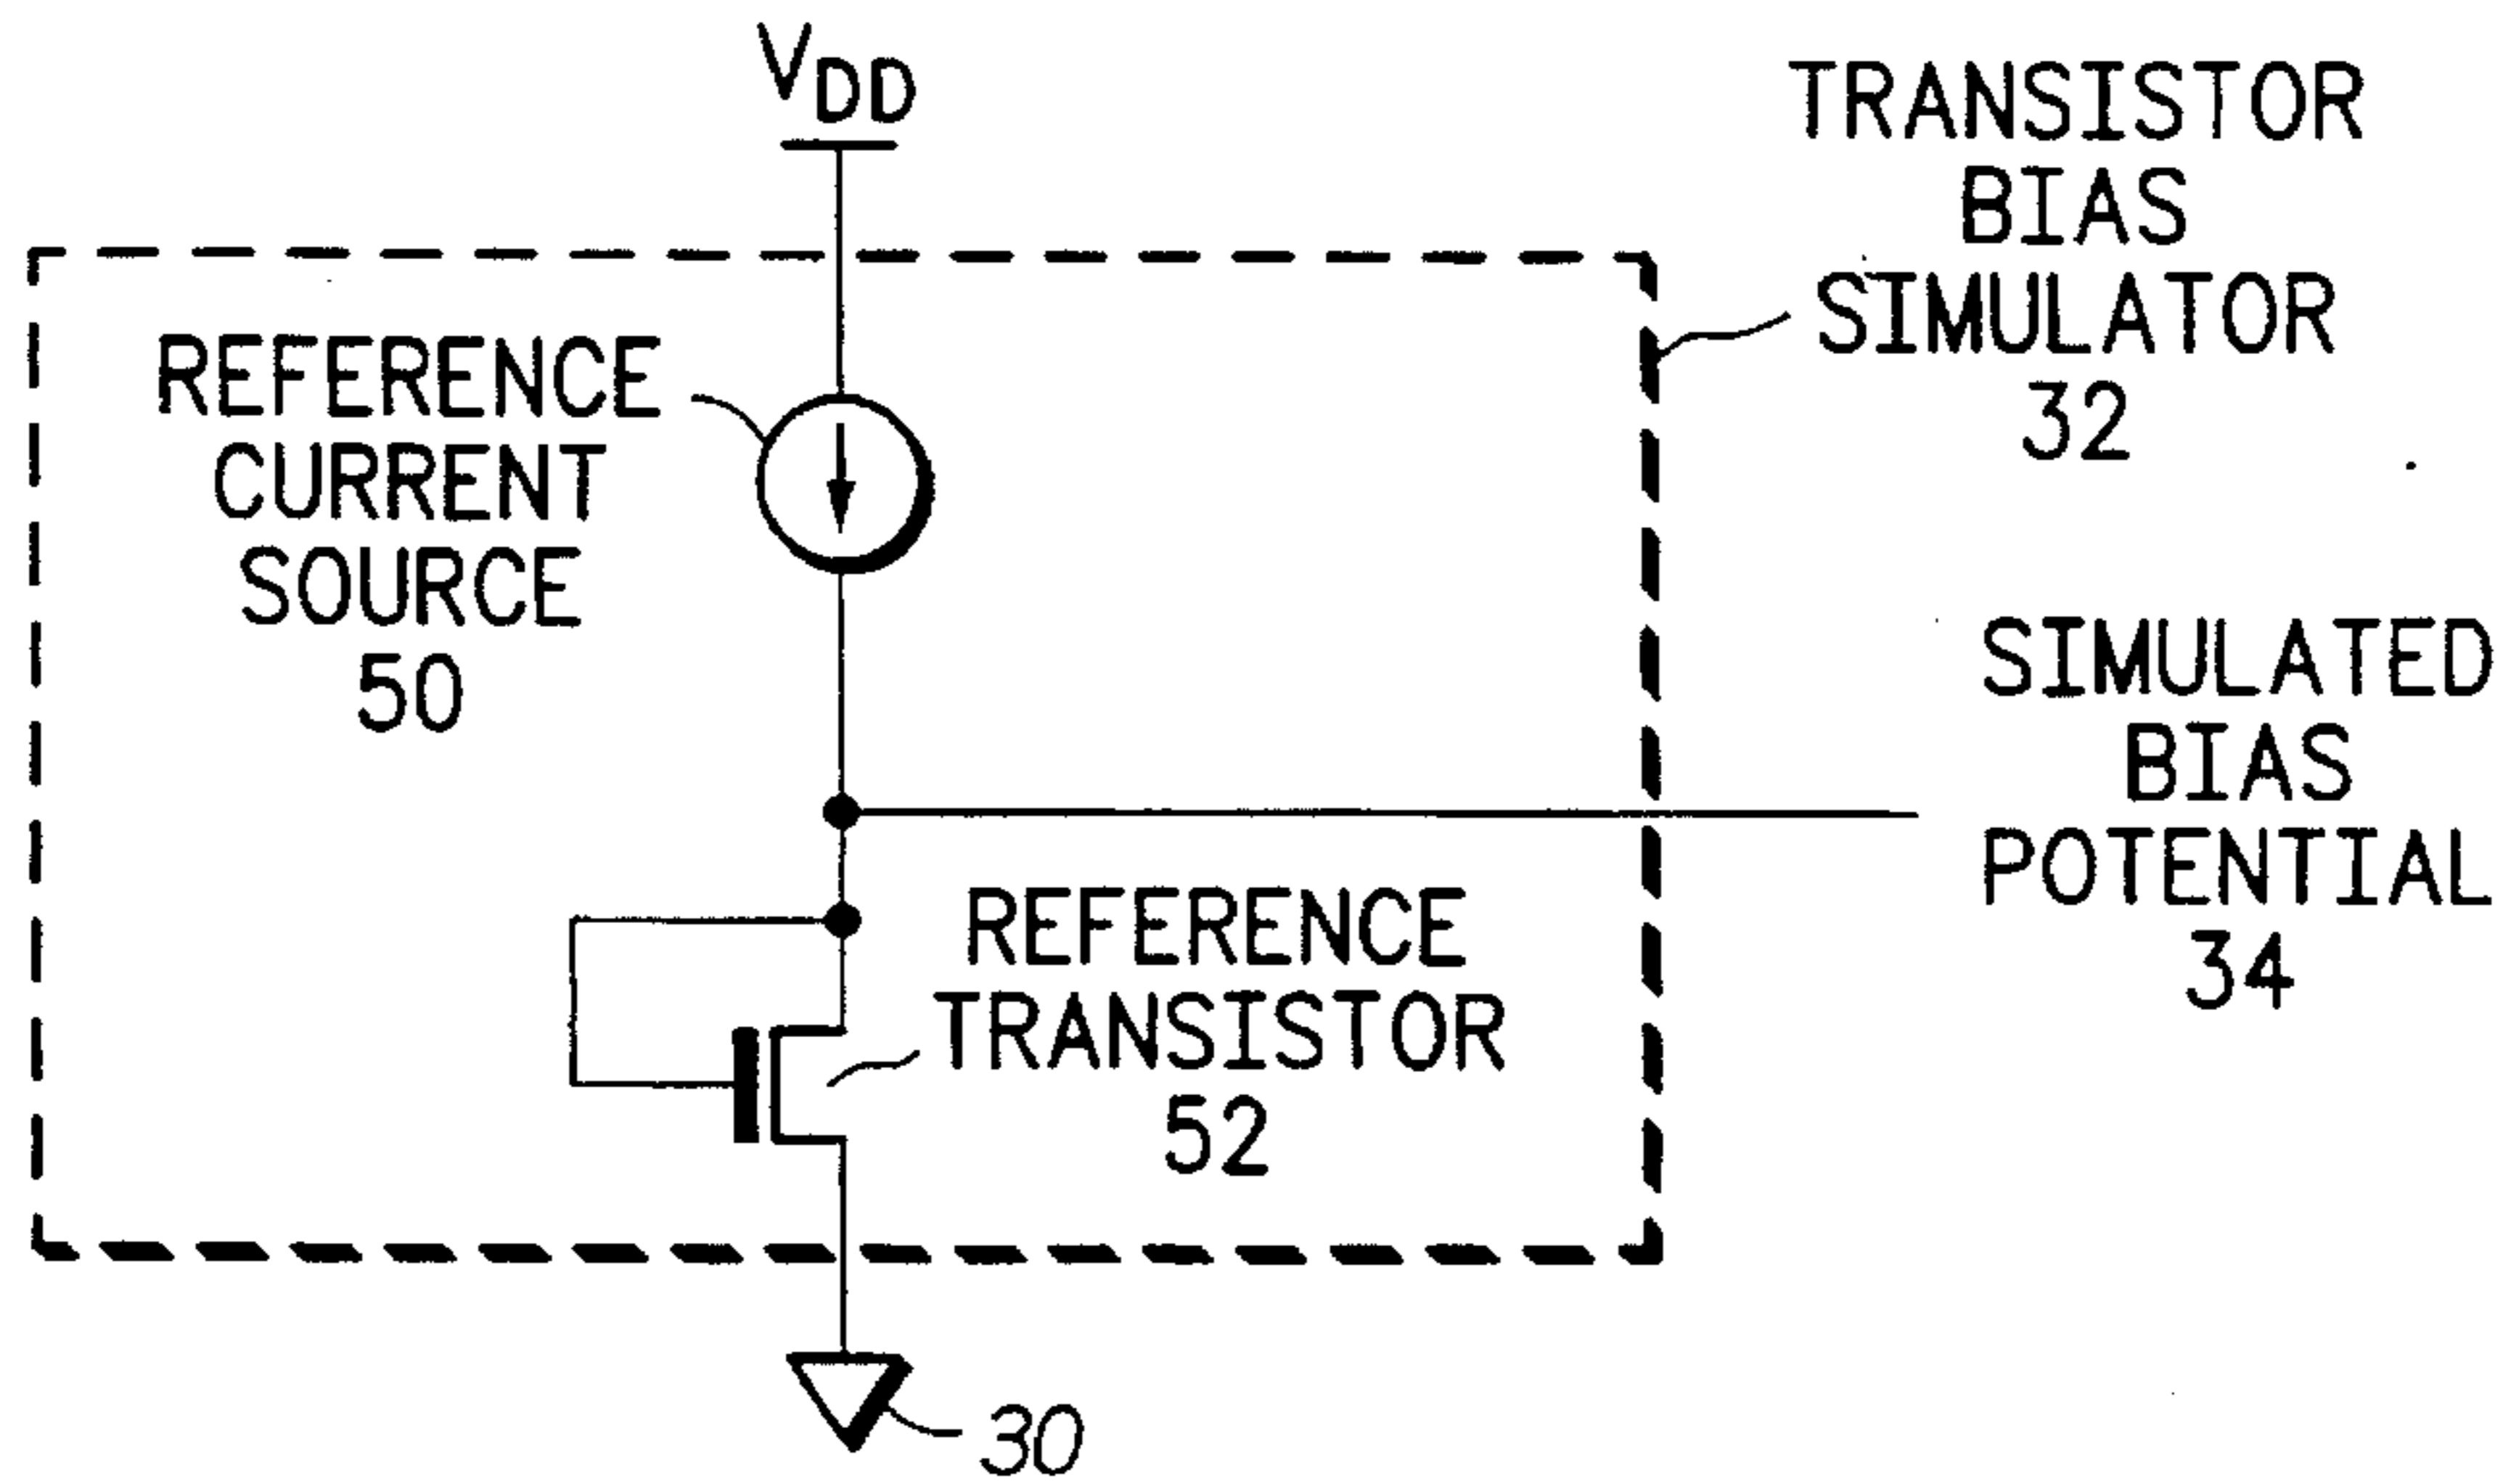 VDD
TRANSISTOR
BIAS
SIMULATOR
32
REFERENCE
CURRENT
SOURCE
50
SIMULATED
BIAS
POTENTIAL
34
REFERENCE
TRANSISTOR
52
30